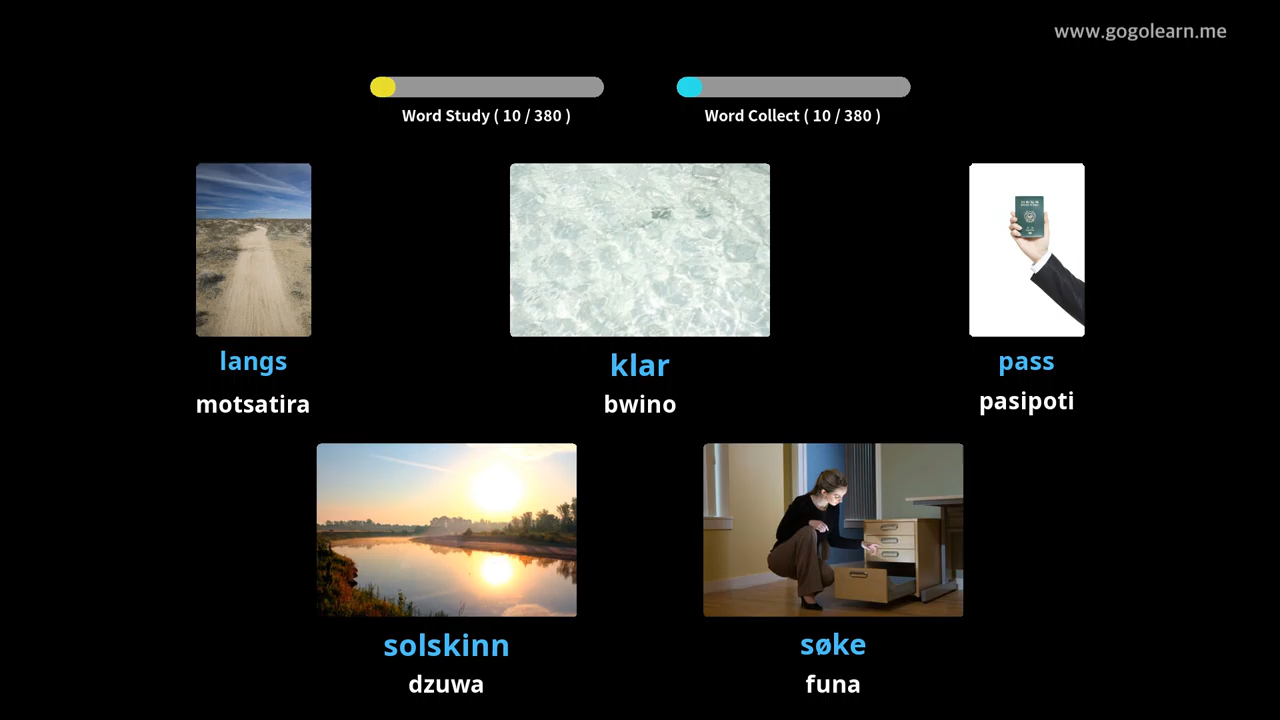 www.gogolearn.me
Word Study ( 10 / 380 )
Word Collect ( 10 / 380 )
langs
motsatira
klar
bwino
pass
pasipoti
solskinn
dzuwa
søke
funa